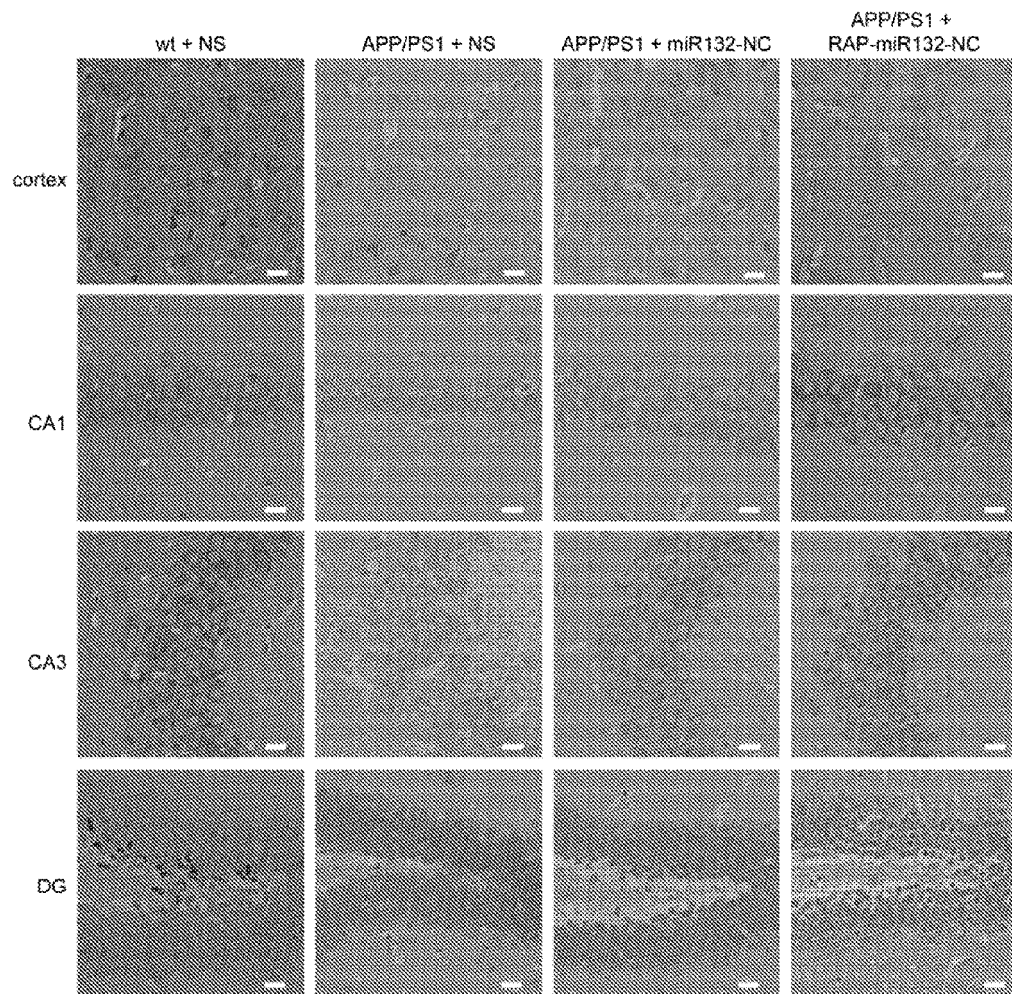 wt + NS
APP/PS1 + NS
APP/PS1 + miR132-NC
APP/PS1 +
RAP-miR132-NC
cortex
CA1
CA3
DG